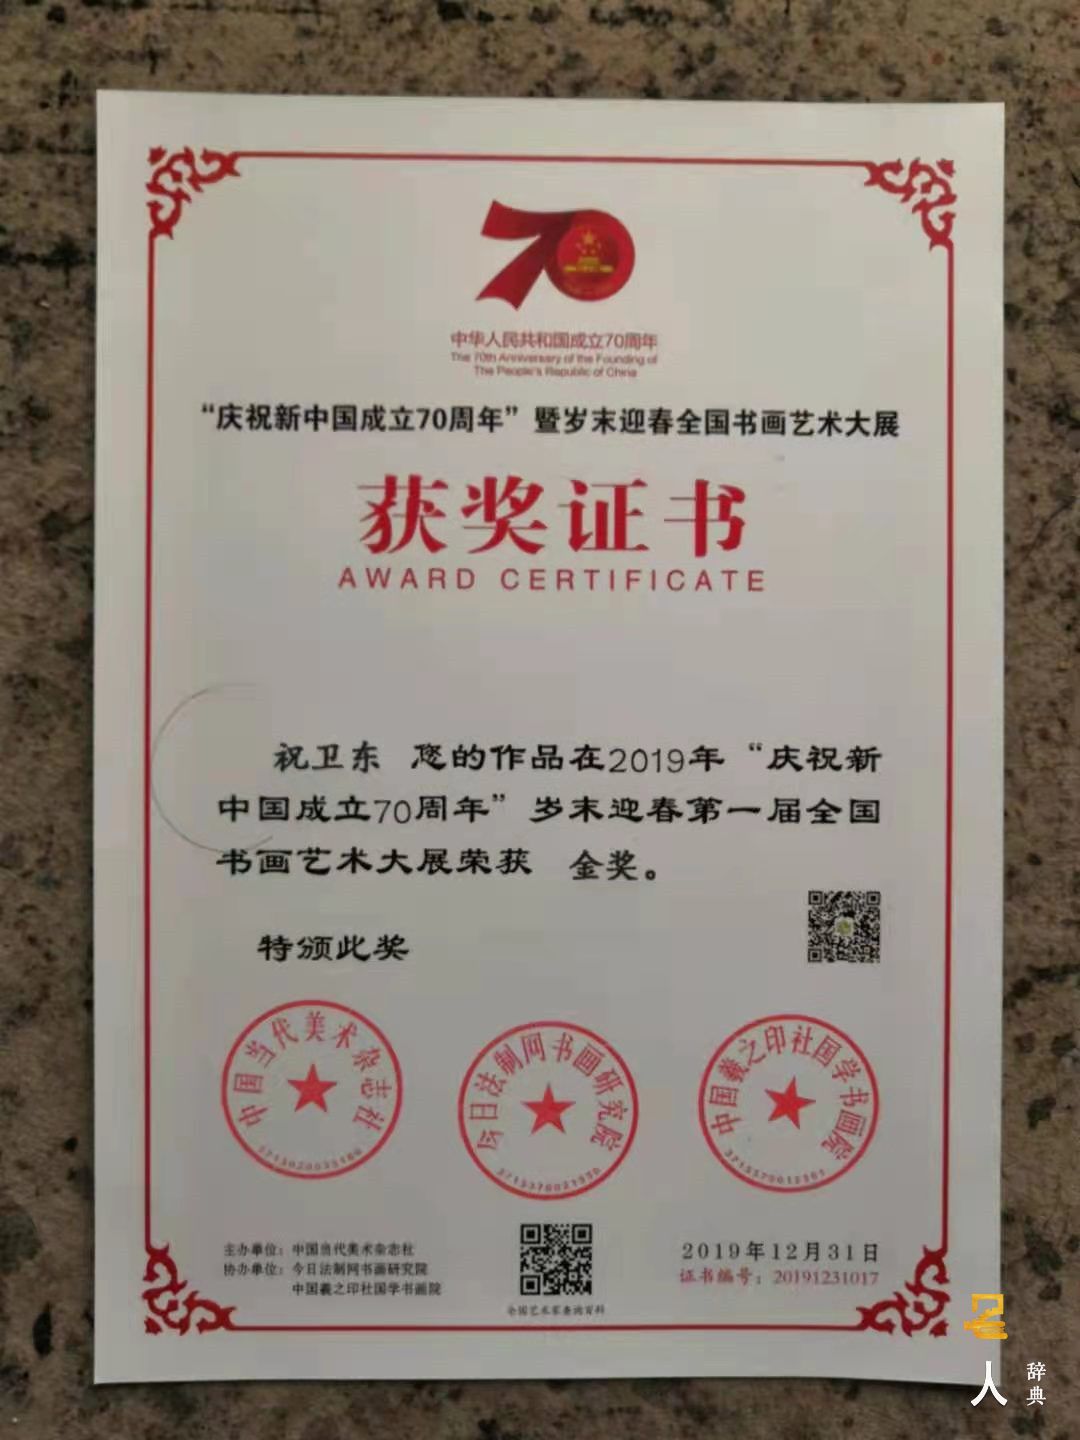 中华人民共和国成立70周年
The 70th Anniversary of the Founding of
The People's Republic of China
“庆祝新中国成立70周年”暨岁末迎春全国书画艺术大展
获奖证书
AWARD CERTIFICATE
祝卫东 您的作品在2019年“庆祝新
中国成立70周年”岁末迎春第一届全国
书画艺术大展荣获 金奖。
特颁此奖
中国当代美术杂志社
今日法制网书画研究院
中国羲之印社国学书画院
主办单位：中国当代美术杂志社
协办单位：今日法制网书画研究院
中国羲之印社国学书画院
全国艺术家查询百科
2019年12月31日
证书编号：20191231017
人
辞典